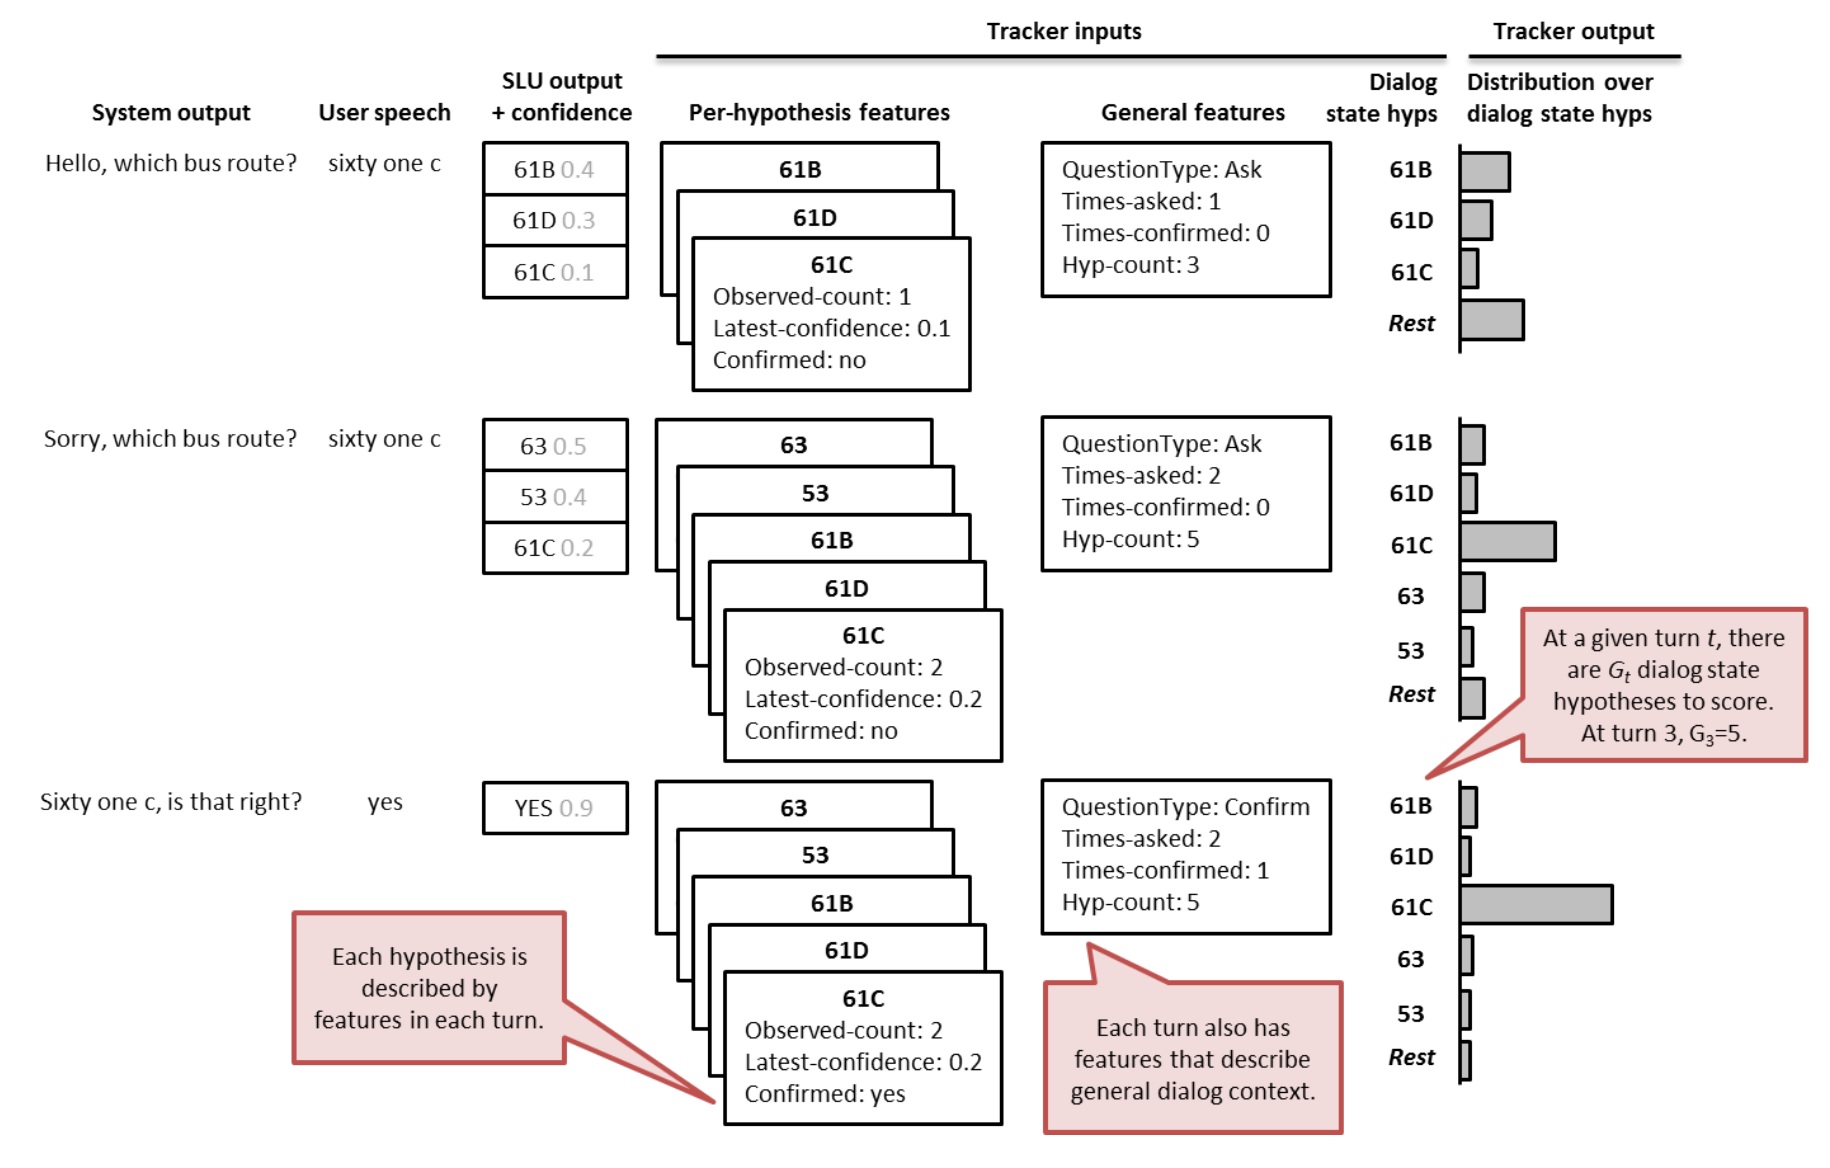 Tracker inputs
Tracker output
System output
User speech
SLU output
+ confidence
Per-hypothesis features
General features
Dialog
state hyps
Distribution over
dialog state hyps
Hello, which bus route?
sixty one c
61B 0.4
61D 0.3
61C 0.1
61B
61D
61C
Observed-count: 1
Latest-confidence: 0.1
Confirmed: no
QuestionType: Ask
Times-asked: 1
Times-confirmed: 0
Hyp-count: 3
61B
61D
61C
Rest
Sorry, which bus route?
sixty one c
63 0.5
53 0.4
61C 0.2
63
53
61B
61D
61C
Observed-count: 2
Latest-confidence: 0.2
Confirmed: no
QuestionType: Ask
Times-asked: 2
Times-confirmed: 0
Hyp-count: 5
61B
61D
61C
63
53
Rest
At a given turn t, there
are Gt dialog state
hypotheses to score.
At turn 3, G3=5.
Sixty one c, is that right?
yes
YES 0.9
63
53
61B
61D
61C
Observed-count: 2
Latest-confidence: 0.2
Confirmed: yes
QuestionType: Confirm
Times-asked: 2
Times-confirmed: 1
Hyp-count: 5
61B
61D
61C
63
53
Rest
Each hypothesis is
described by
features in each turn.
Each turn also has
features that describe
general dialog context.